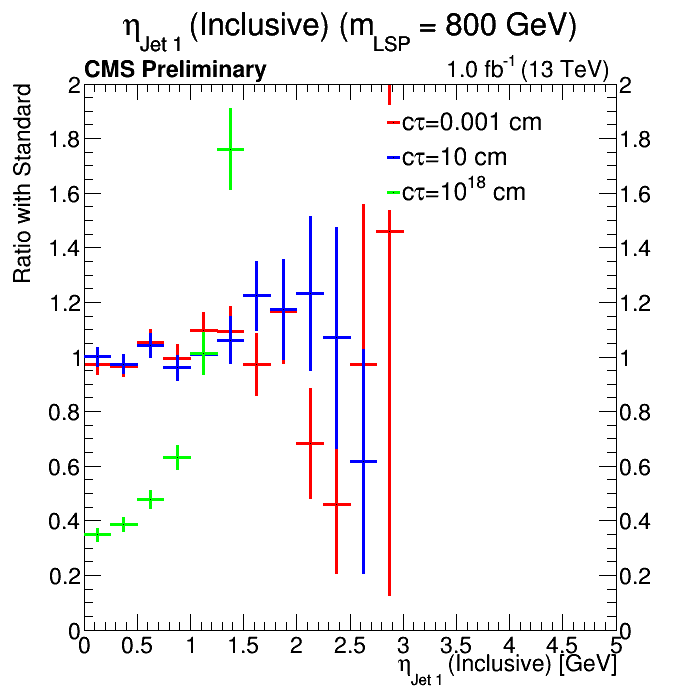 η_Jet 1 (Inclusive) (m_LSP = 800 GeV)
CMS Preliminary 1.0 fb⁻¹ (13 TeV)
Ratio with Standard
2 2
1.8 1.8
1.6 1.6
1.4 1.4
1.2 1.2
1 1
0.8 0.8
0.6 0.6
0.4 0.4
0.2 0.2
0 0
cτ=0.001 cm
cτ=10 cm
cτ=10¹⁸ cm
0 0.5 1 1.5 2 2.5 3 3.5 4 4.5 5
η_Jet 1 (Inclusive) [GeV]